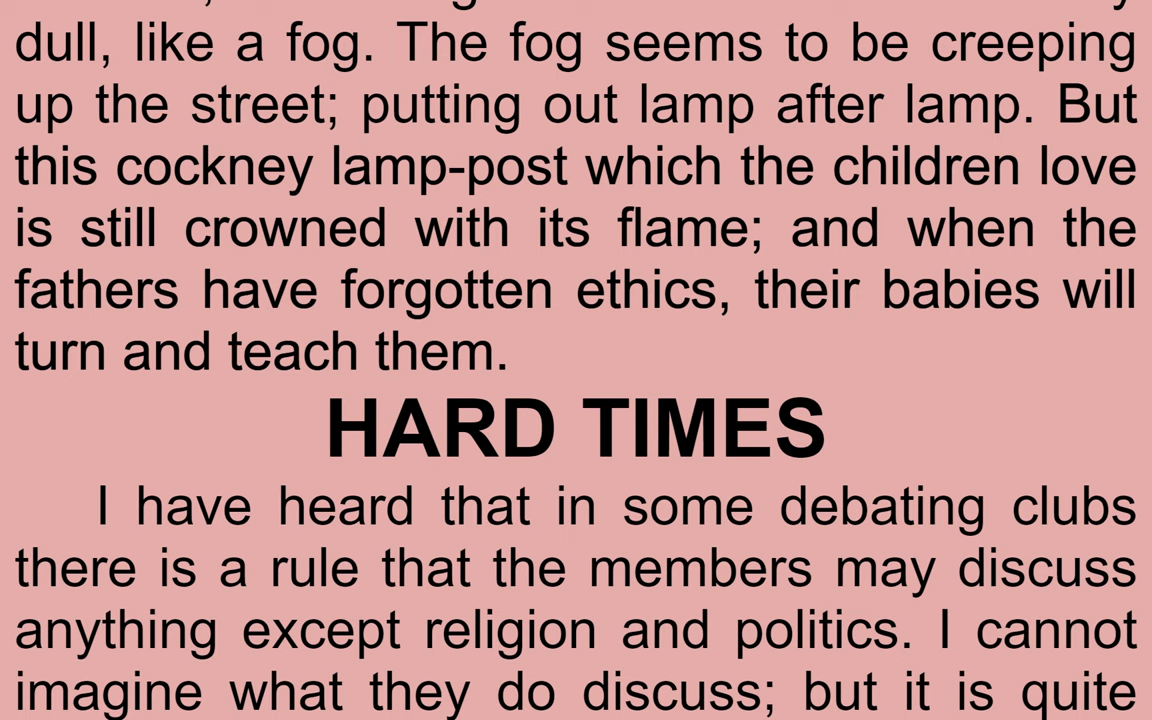 dull, like a fog. The fog seems to be creeping
up the street; putting out lamp after lamp. But
this cockney lamp-post which the children love
is still crowned with its flame; and when the
fathers have forgotten ethics, their babies will
turn and teach them.
HARD TIMES
I have heard that in some debating clubs
there is a rule that the members may discuss
anything except religion and politics. I cannot
imagine what they do discuss; but it is quite